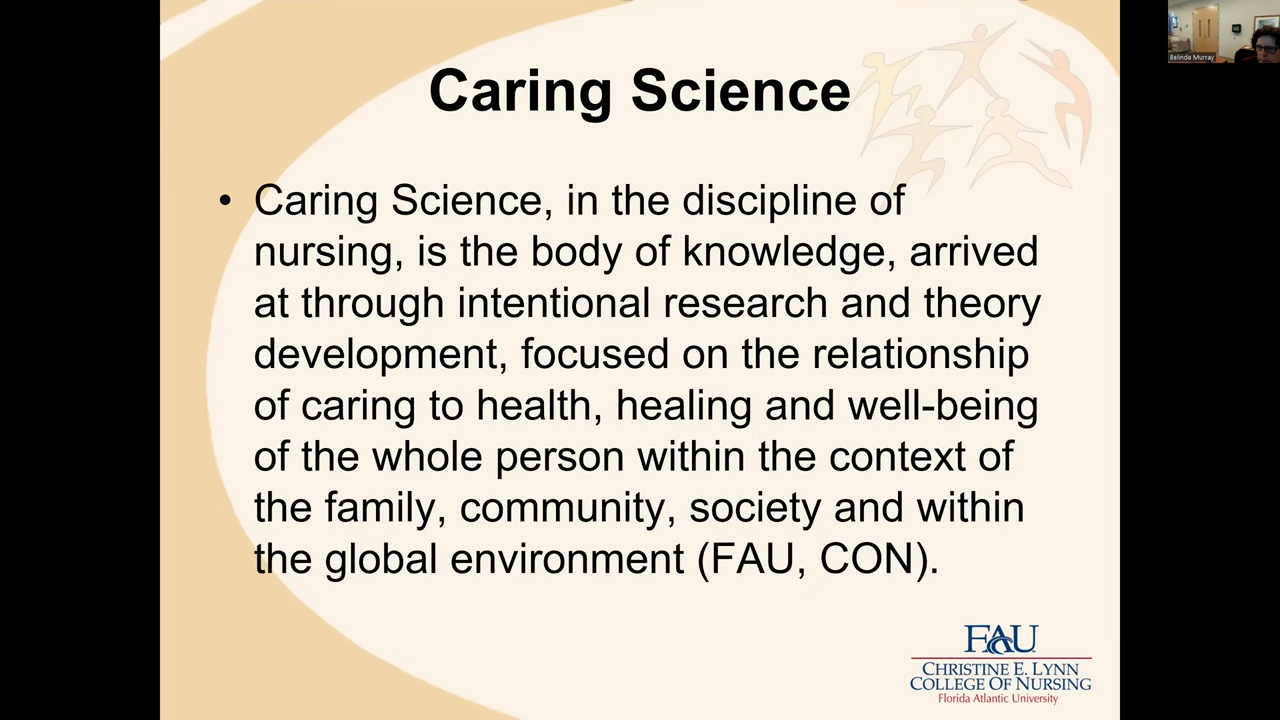 Caring Science
• Caring Science, in the discipline of
nursing, is the body of knowledge, arrived
at through intentional research and theory
development, focused on the relationship
of caring to health, healing and well-being
of the whole person within the context of
the family, community, society and within
the global environment (FAU, CON).
FAU
CHRISTINE E. LYNN
COLLEGE OF NURSING
Florida Atlantic University
Belinda Murray